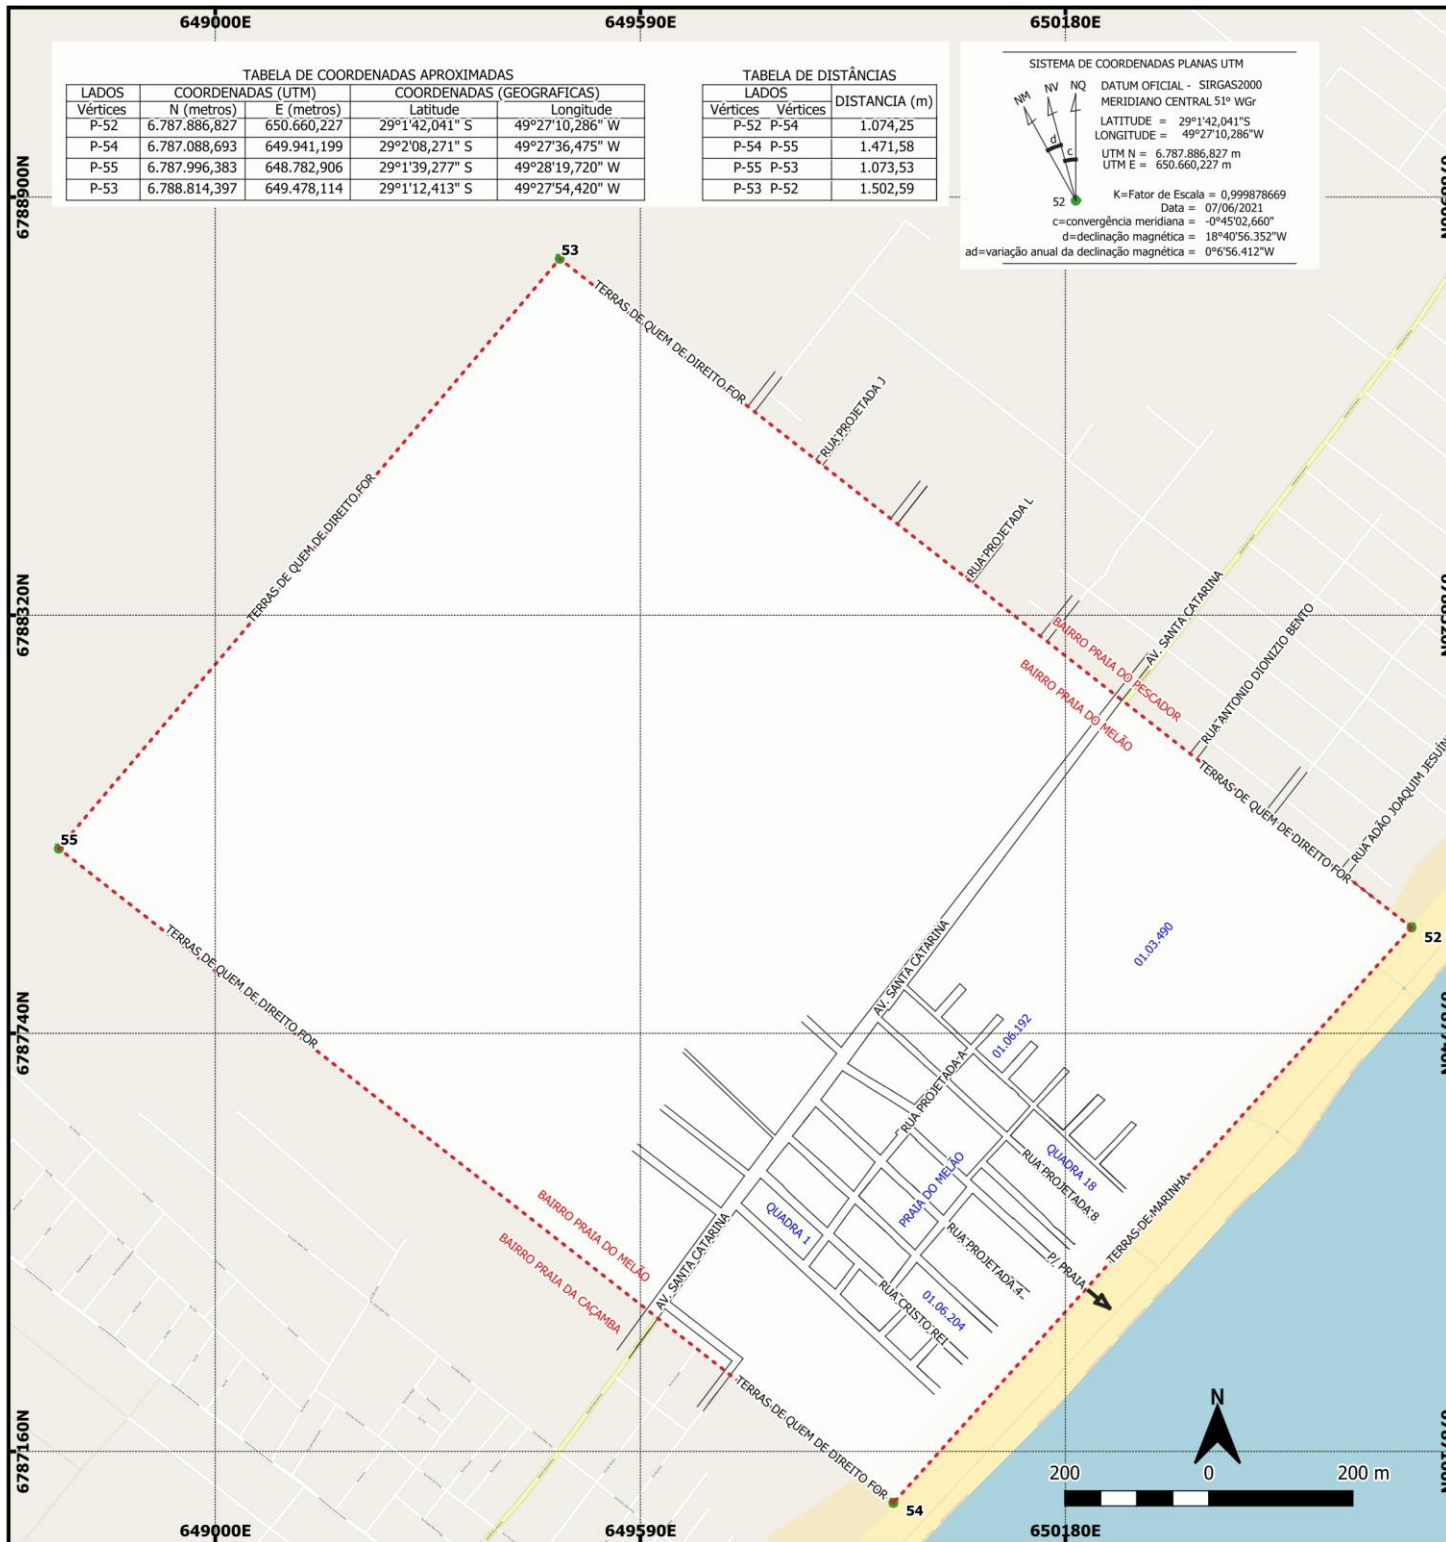 649000E
649590E
650180E
TABELA DE COORDENADAS APROXIMADAS
LADOS COORDENADAS (UTM) COORDENADAS (GEOGRAFICAS)
Vértices N (metros) E (metros) Latitude Longitude
P-52 6.787.886,827 650.660,227 29°1'42,041" S 49°27'10,286" W
P-54 6.787.088,693 649.941,199 29°2'08,271" S 49°27'36,475" W
P-55 6.787.996,383 648.782,906 29°1'39,277" S 49°28'19,720" W
P-53 6.788.814,397 649.478,114 29°1'12,413" S 49°27'54,420" W
TABELA DE DISTÂNCIAS
LADOS DISTANCIA (m)
Vértices Vértices
P-52 P-54 1.074,25
P-54 P-55 1.471,58
P-55 P-53 1.073,53
P-53 P-52 1.502,59
SISTEMA DE COORDENADAS PLANAS UTM
NM NV NQ
DATUM OFICIAL - SIRGAS2000
MERIDIANO CENTRAL 51º WGr
LATITUDE = 29°1'42,041"S
LONGITUDE = 49°27'10,286"W
UTM N = 6.787.886,827 m
UTM E = 650.660,227 m
d
c
52
K=Fator de Escala = 0,999878669
Data = 07/06/2021
c=convergência meridiana = -0°45'02,660"
d=declinação magnética = 18°40'56.352"W
ad=variação anual da declinação magnética = 0°6'56.412"W
6788900N
6788900N
53
TERRAS DE QUEM DE DIREITO FOR
RUA PROJETADA J
TERRAS DE QUEM DE DIREITO FOR
RUA PROJETADA L
6788320N
6788320N
AV. SANTA CATARINA
BAIRRO PRAIA DO PESCADOR
BAIRRO PRAIA DO MELÃO
RUA ANTONIO DIONIZIO BENTO
TERRAS DE QUEM DE DIREITO FOR
RUA ADÃO JOAQUIM JESUÍN
55
52
TERRAS DE QUEM DE DIREITO FOR
01.03.490
AV. SANTA CATARINA
6787740N
6787740N
01.06.192
RUA PROJETADA A
QUADRA 18
PRAIA DO MELÃO
RUA PROJETADA 8
QUADRA 1
TERRAS DE MARINHA
BAIRRO PRAIA DO MELÃO
BAIRRO PRAIA DA CAÇAMBA
AV. SANTA CATARINA
RUA PROJETADA 4
P/ PRAIA
RUA CRISTO REI
01.06.204
TERRAS DE QUEM DE DIREITO FOR
6787160N
6787160N
N
200 0 200 m
54
649000E
649590E
650180E